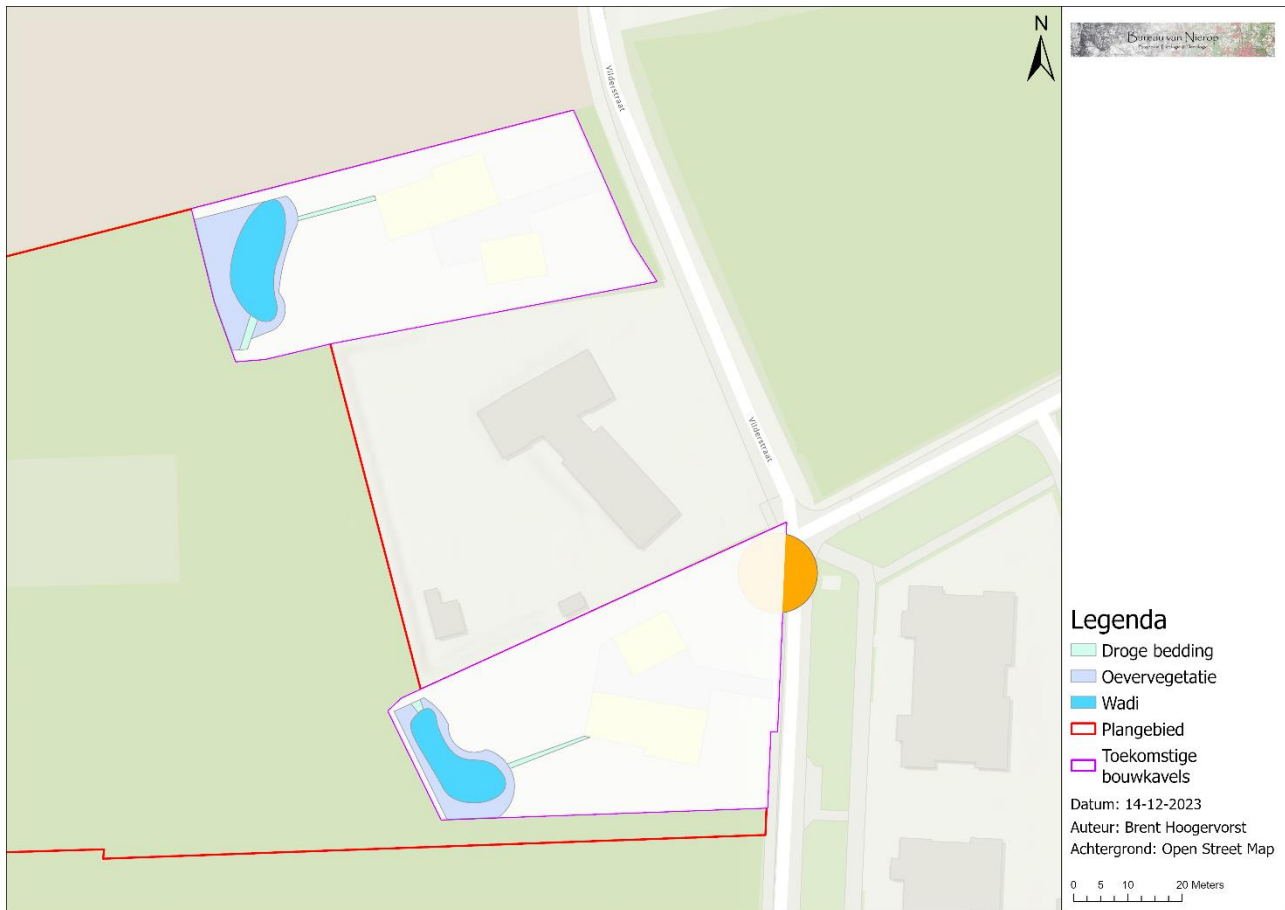 N
Bureau van Nierop
Vilderstraat
Vilderstraat
Legenda
Droge bedding
Oevervegetatie
Wadi
Plangebied
Toekomstige
bouwkavels
Datum: 14-12-2023
Auteur: Brent Hoogervorst
Achtergrond: Open Street Map
0 5 10 20 Meters